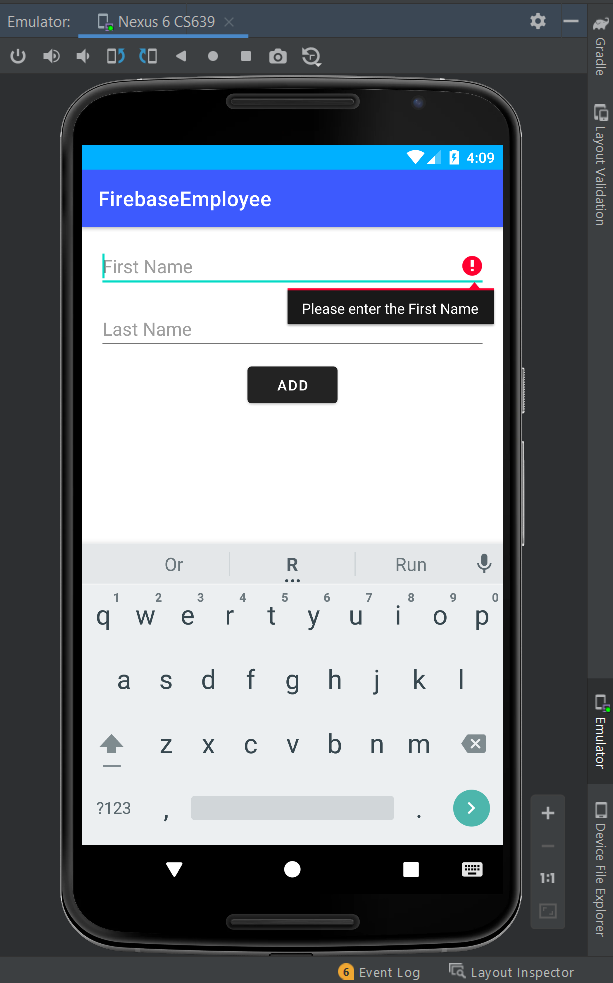 Emulator: Nexus 6 CS639
Gradle
Layout Validation
4:09
FirebaseEmployee
First Name
Please enter the First Name
Last Name
ADD
Or R Run
1 2 3 4 5 6 7 8 9 0
q w e r t y u i o p
a s d f g h j k l
z x c v b n m
?123 , .
1:1
Emulator
Device File Explorer
6 Event Log Layout Inspector